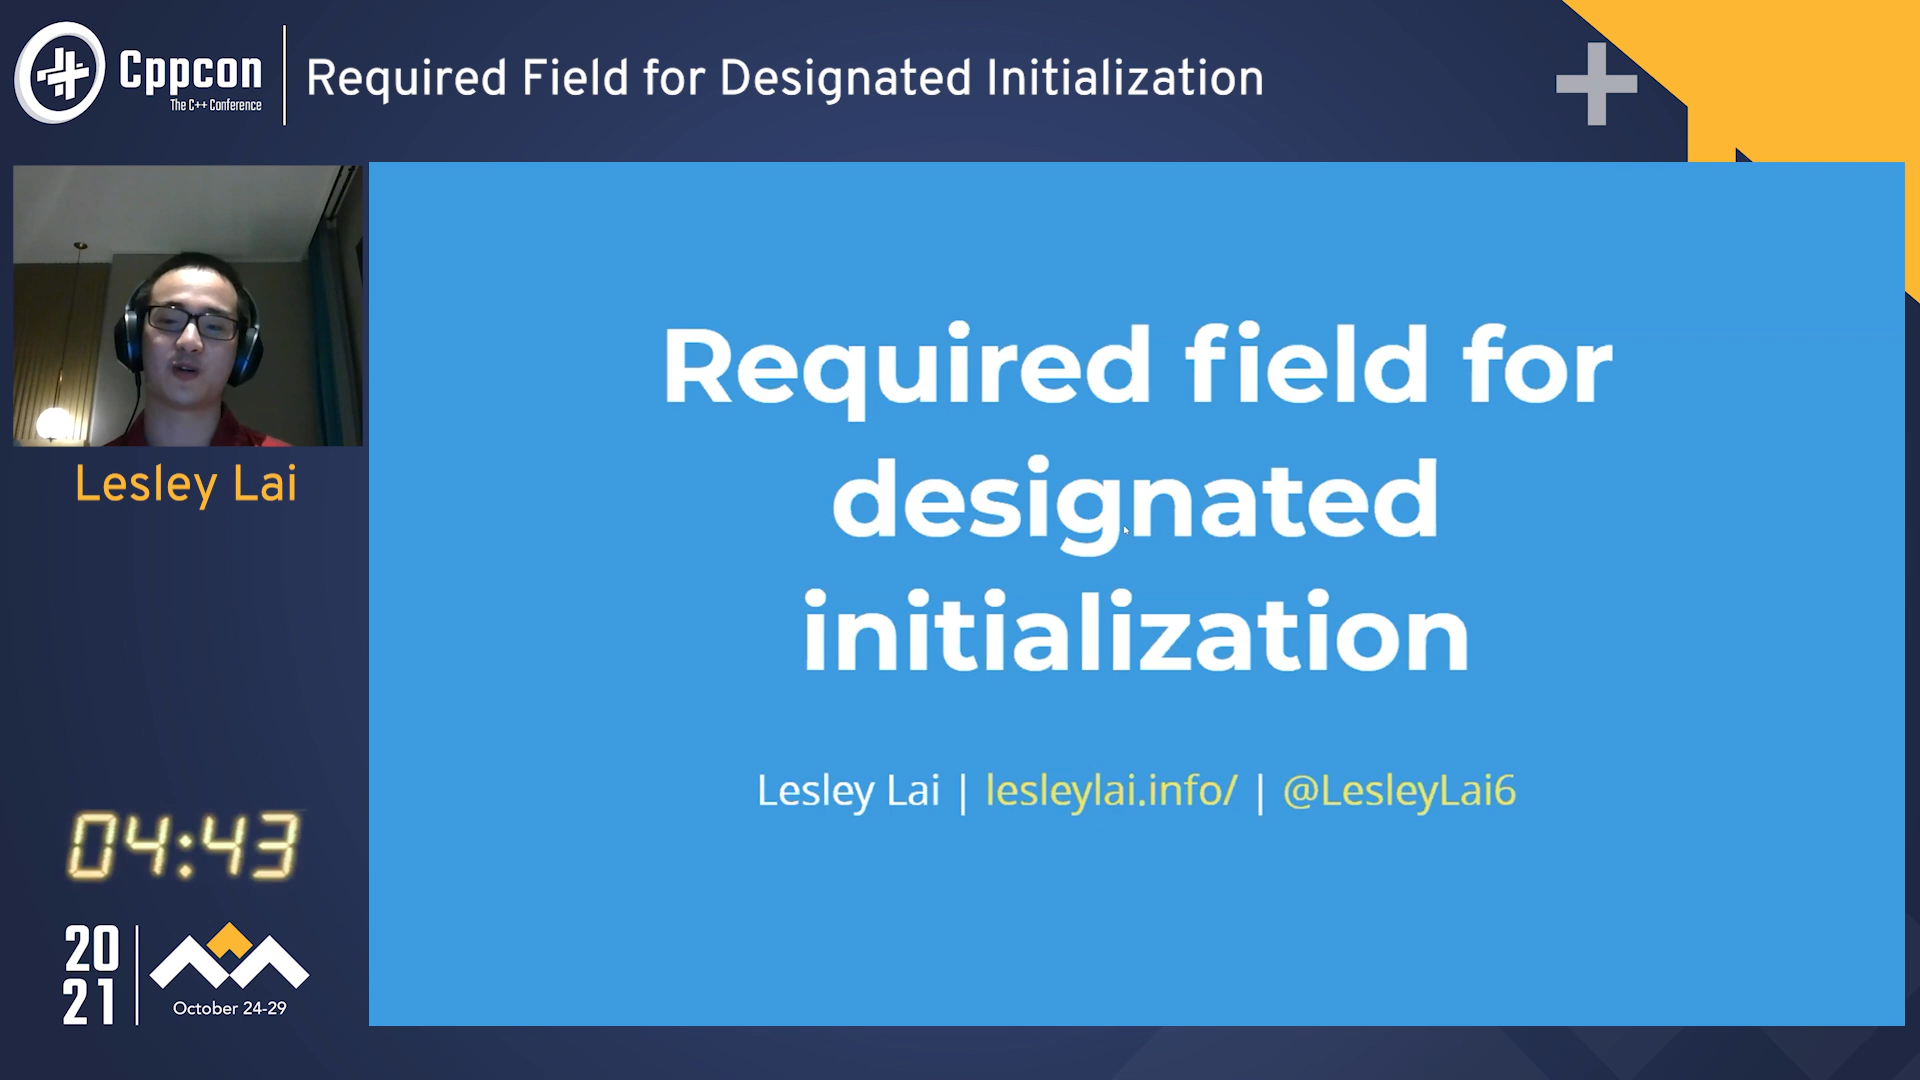 Cppcon
The C++ Conference
Required Field for Designated Initialization
Lesley Lai
04:43
20
21
October 24-29
Required field for
designated
initialization
Lesley Lai | lesleylai.info/ | @LesleyLai6